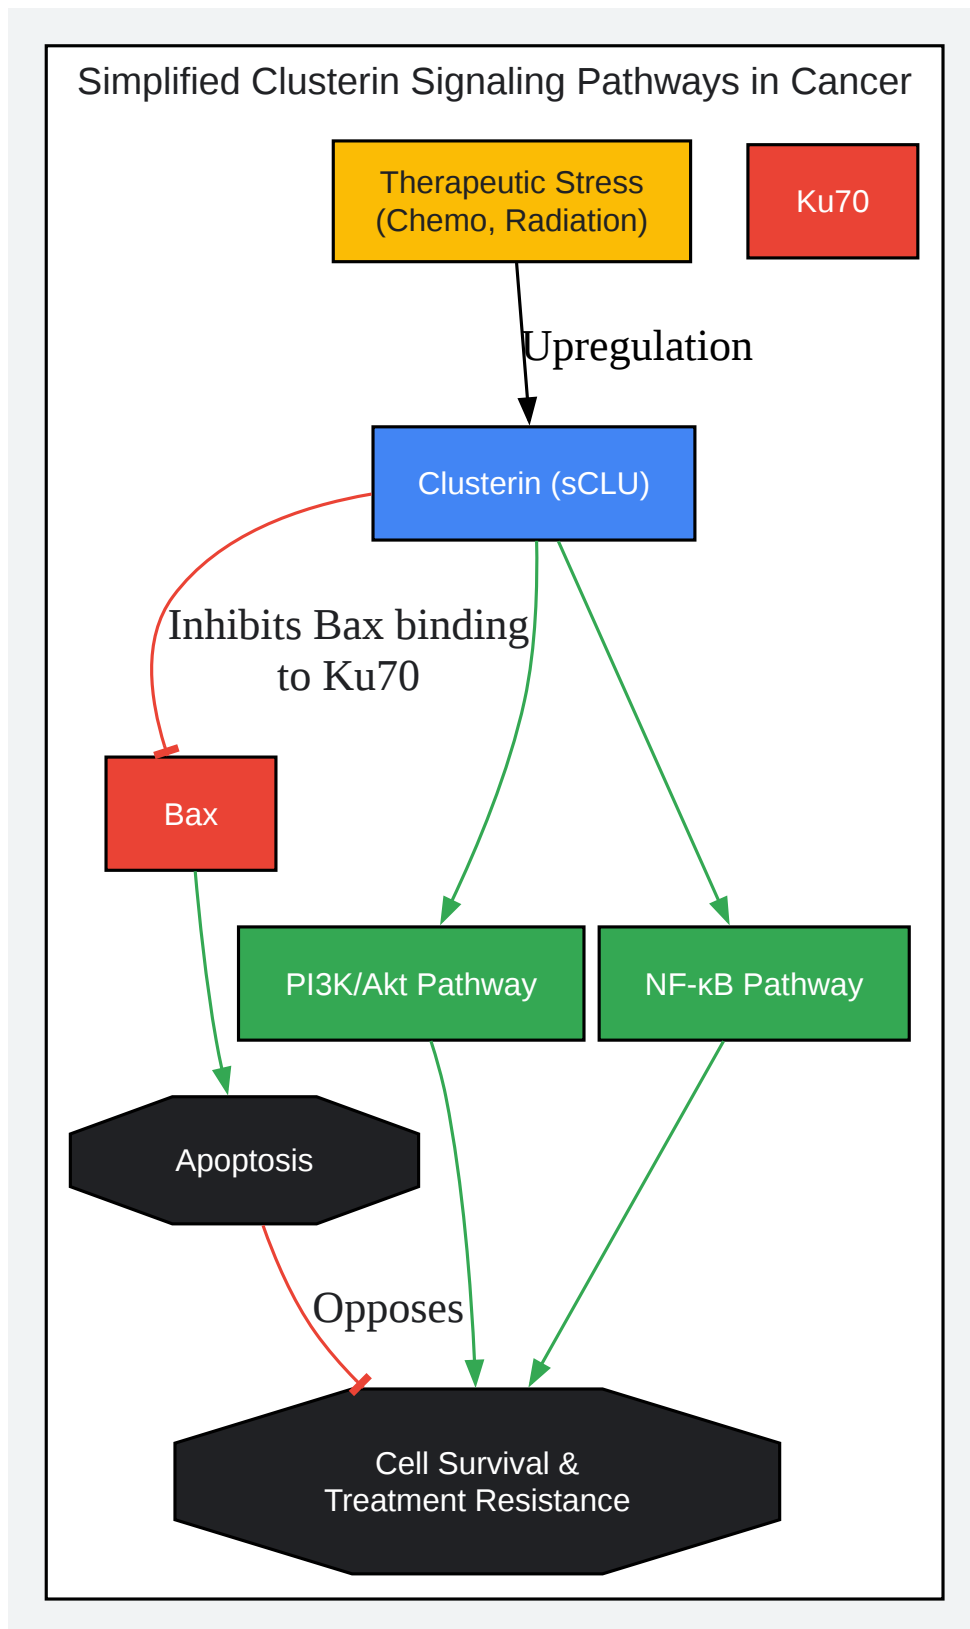 Simplified Clusterin Signaling Pathways in Cancer
Therapeutic Stress
(Chemo, Radiation)
Ku70
Upregulation
Clusterin (sCLU)
Inhibits Bax binding
to Ku70
Bax
PI3K/Akt Pathway
NF-κB Pathway
Apoptosis
Opposes
Cell Survival &
Treatment Resistance